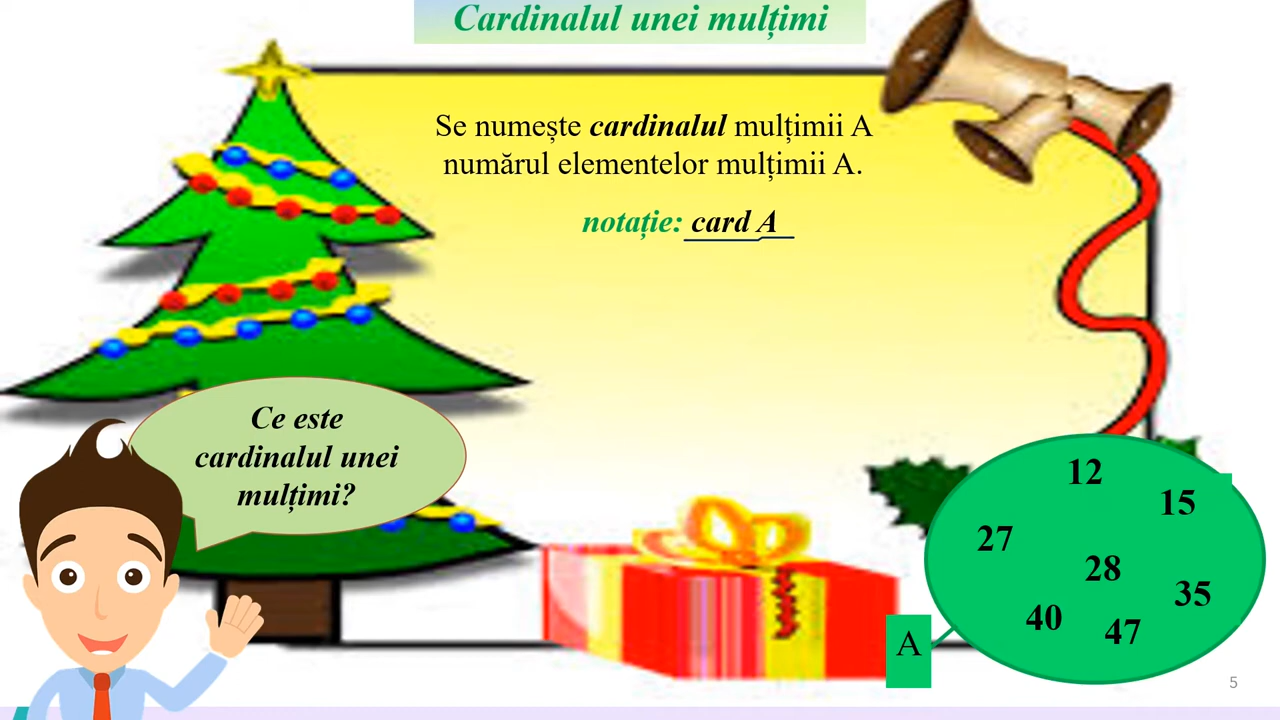 Cardinalul unei mulțimi
Se numește cardinalul mulțimii A
numărul elementelor mulțimii A.
notație: card A
Ce este
cardinalul unei
mulțimi?
12
15
27
28
35
40
47
A
5